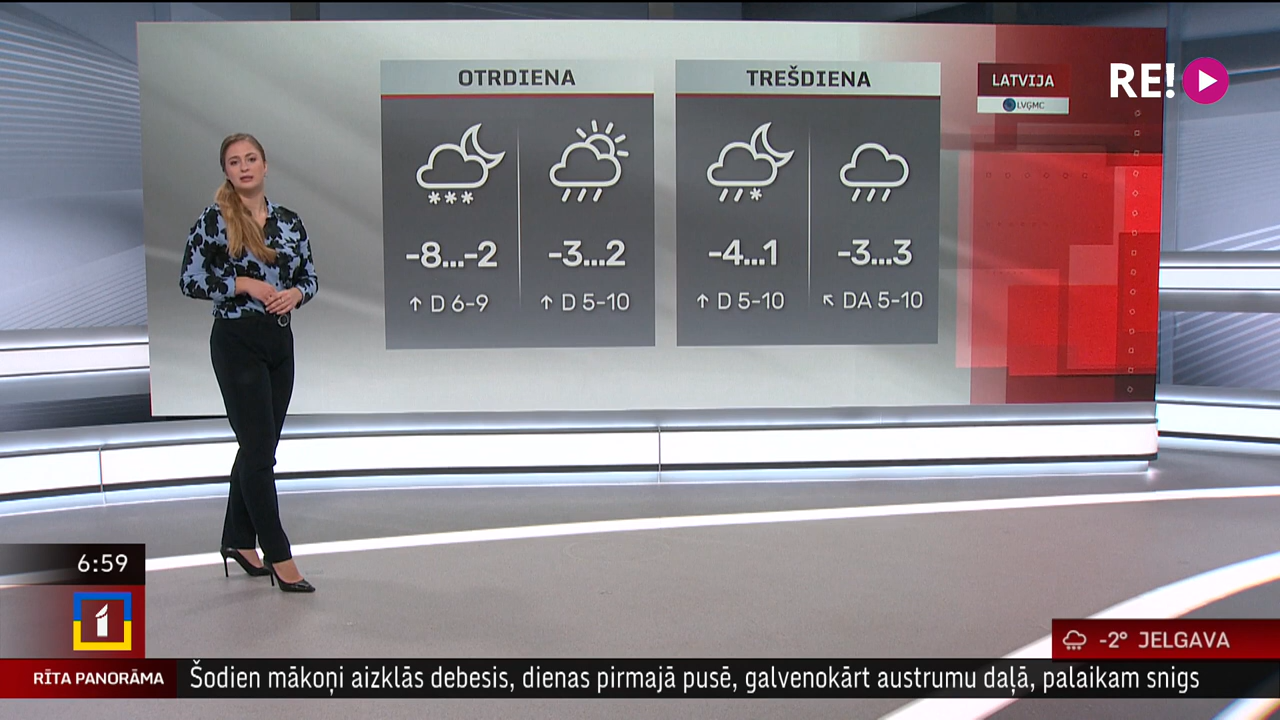 RE!
OTRDIENA
TREŠDIENA
LATVIJA
LVĢMC
-8...-2
-3...2
-4...1
-3...3
D 6-9
D 5-10
D 5-10
DA 5-10
6:59
1
-2° JELGAVA
RĪTA PANORĀMA
Šodien mākoņi aizklās debesis, dienas pirmajā pusē, galvenokārt austrumu daļā, palaikam snigs